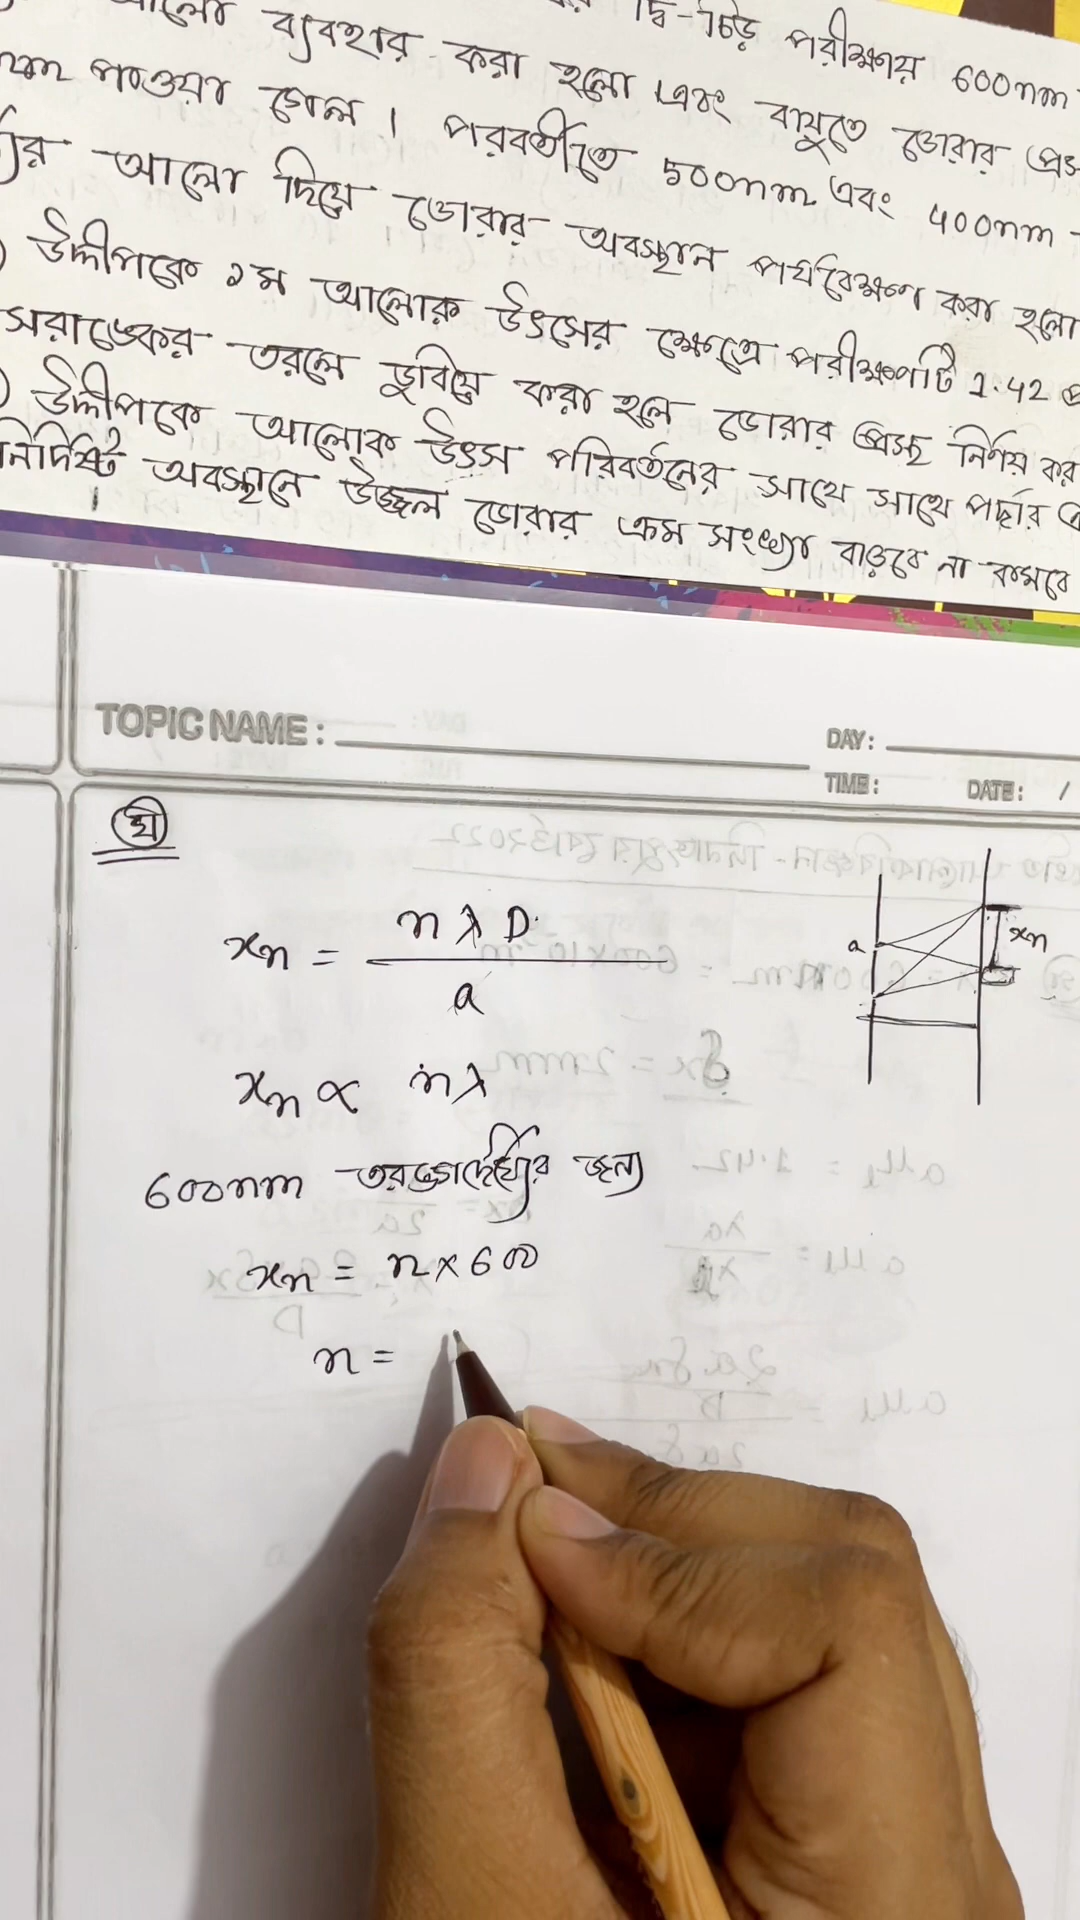 দ্বি-চিড় পরীক্ষায় 600nm
আলো ব্যবহার করা হলো এবং বায়ুতে ডোরার
পাওয়া গেল। পরবর্তীতে 500nm এবং 400nm
আলো দিয়ে ডোরার অবস্থান পর্যবেক্ষণ করা হলো
উদ্দীপকে ১ম আলোক উৎসের ক্ষেত্রে পরীক্ষণটি 1.42
তরলে ডুবিয়ে করা হলে ডোরার প্রস্থ নির্ণয় কর
উদ্দীপকে আলোক উৎস পরিবর্তনের সাথে সাথে পর্দার
নির্দিষ্ট অবস্থানে উজ্জ্বল ডোরার ক্রম সংখ্যা বাড়বে না কমবে
TOPIC NAME :
DAY :
TIME :
DATE : /
ঘ
xn = nλD / a
a
xn
xn ∝ nλ
600nm তরঙ্গদৈর্ঘ্যের জন্য
xn = n×600
n =